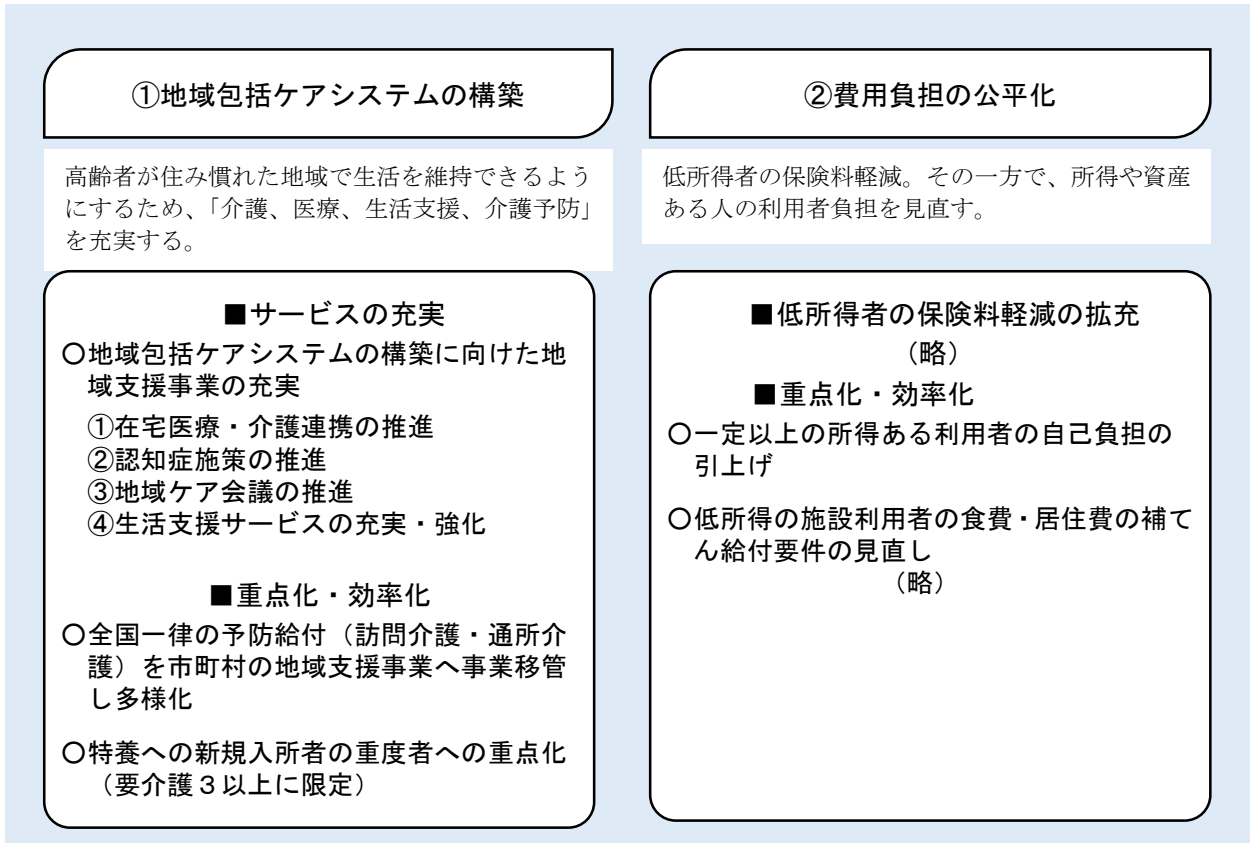 ①地域包括ケアシステムの構築
高齢者が住み慣れた地域で生活を維持できるよう
にするため、「介護、医療、生活支援、介護予防」
を充実する。
■サービスの充実
〇地域包括ケアシステムの構築に向けた地
域支援事業の充実
①在宅医療・介護連携の推進
②認知症施策の推進
③地域ケア会議の推進
④生活支援サービスの充実・強化
■重点化・効率化
〇全国一律の予防給付（訪問介護・通所介
護）を市町村の地域支援事業へ事業移管
し多様化
〇特養への新規入所者の重度者への重点化
（要介護３以上に限定）
②費用負担の公平化
低所得者の保険料軽減。その一方で、所得や資産
ある人の利用者負担を見直す。
■低所得者の保険料軽減の拡充
（略）
■重点化・効率化
〇一定以上の所得ある利用者の自己負担の
引上げ
〇低所得の施設利用者の食費・居住費の補て
ん給付要件の見直し
（略）